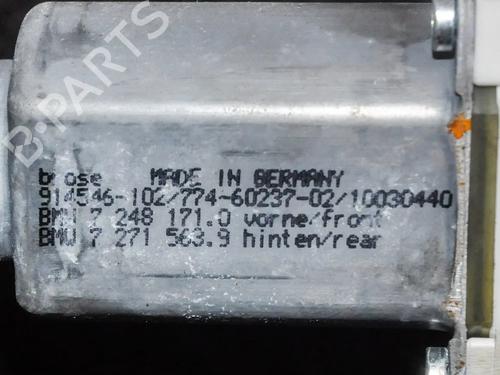 B-PARTS
brose MADE IN GERMANY
914546-102/774-60237-02/10030440
BMW 7 248 171.0 vorne/front
BMW 7 271 563.9 hinten/rear